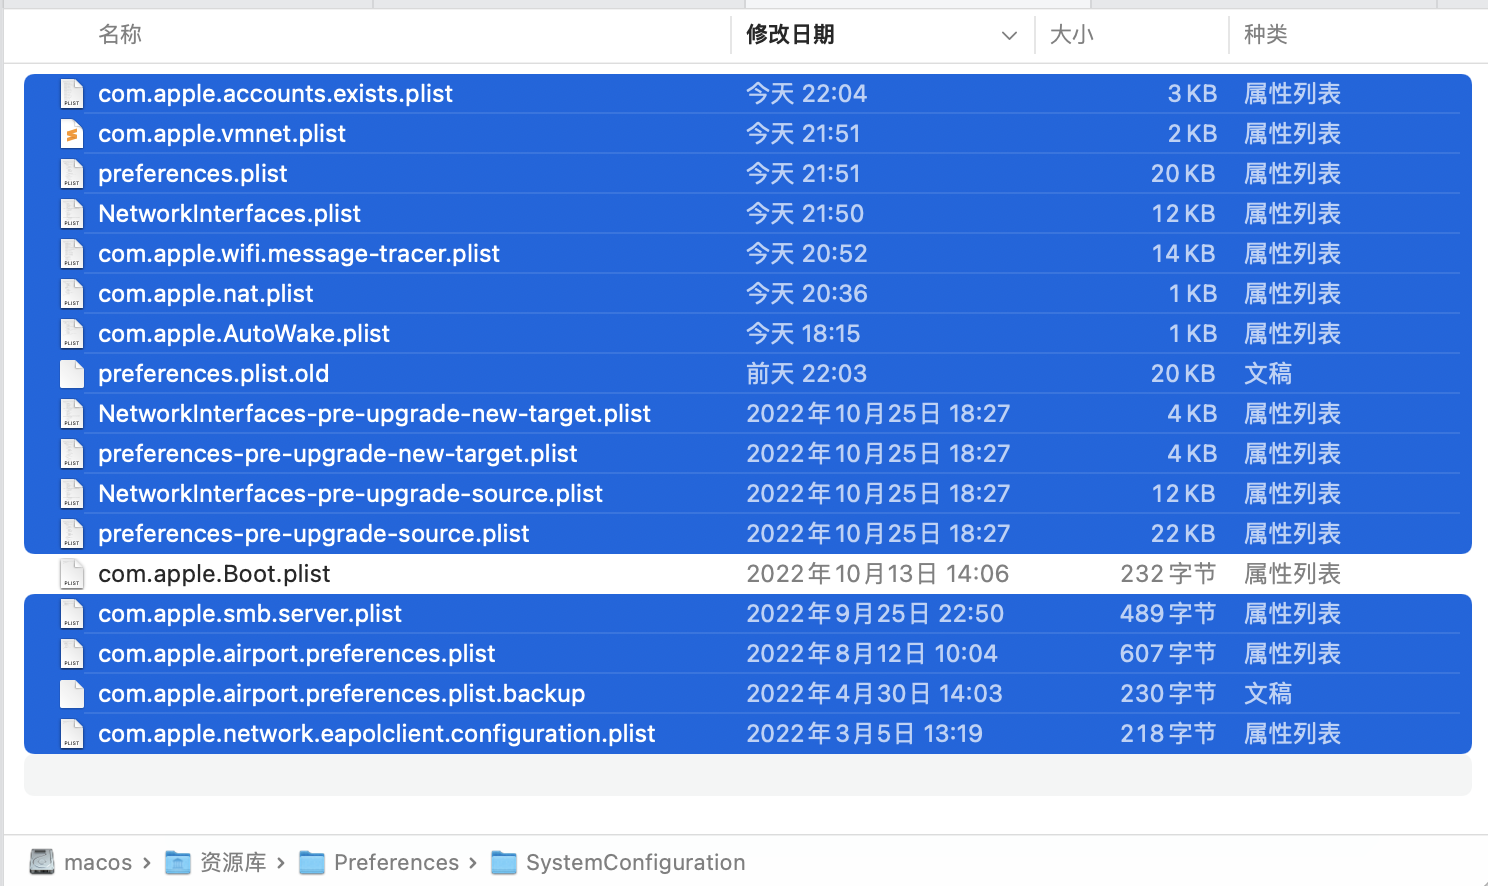 名称 修改日期 大小 种类
com.apple.accounts.exists.plist 今天 22:04 3 KB 属性列表
com.apple.vmnet.plist 今天 21:51 2 KB 属性列表
preferences.plist 今天 21:51 20 KB 属性列表
NetworkInterfaces.plist 今天 21:50 12 KB 属性列表
com.apple.wifi.message-tracer.plist 今天 20:52 14 KB 属性列表
com.apple.nat.plist 今天 20:36 1 KB 属性列表
com.apple.AutoWake.plist 今天 18:15 1 KB 属性列表
preferences.plist.old 前天 22:03 20 KB 文稿
NetworkInterfaces-pre-upgrade-new-target.plist 2022年10月25日 18:27 4 KB 属性列表
preferences-pre-upgrade-new-target.plist 2022年10月25日 18:27 4 KB 属性列表
NetworkInterfaces-pre-upgrade-source.plist 2022年10月25日 18:27 12 KB 属性列表
preferences-pre-upgrade-source.plist 2022年10月25日 18:27 22 KB 属性列表
com.apple.Boot.plist 2022年10月13日 14:06 232 字节 属性列表
com.apple.smb.server.plist 2022年9月25日 22:50 489 字节 属性列表
com.apple.airport.preferences.plist 2022年8月12日 10:04 607 字节 属性列表
com.apple.airport.preferences.plist.backup 2022年4月30日 14:03 230 字节 文稿
com.apple.network.eapolclient.configuration.plist 2022年3月5日 13:19 218 字节 属性列表
macos › 资源库 › Preferences › SystemConfiguration